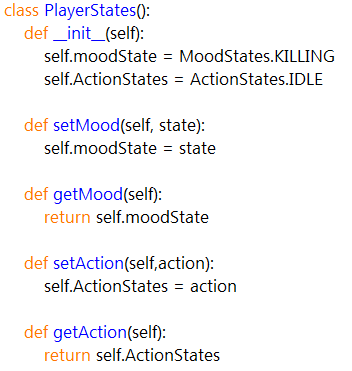 class PlayerStates():
    def __init__(self):
        self.moodState = MoodStates.KILLING
        self.ActionStates = ActionStates.IDLE

    def setMood(self, state):
        self.moodState = state

    def getMood(self):
        return self.moodState

    def setAction(self,action):
        self.ActionStates = action

    def getAction(self):
        return self.ActionStates